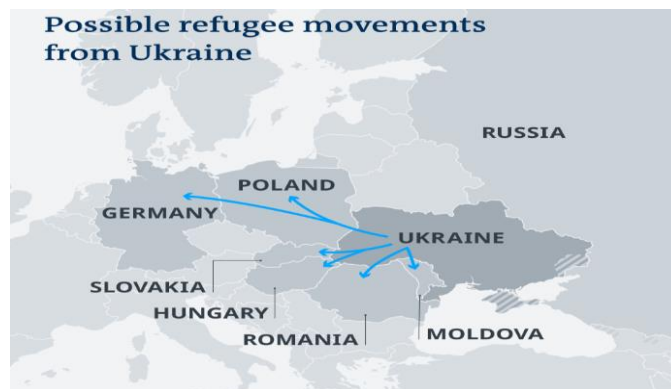 Possible refugee movements
from Ukraine
RUSSIA
POLAND
GERMANY
UKRAINE
SLOVAKIA
HUNGARY
ROMANIA
MOLDOVA